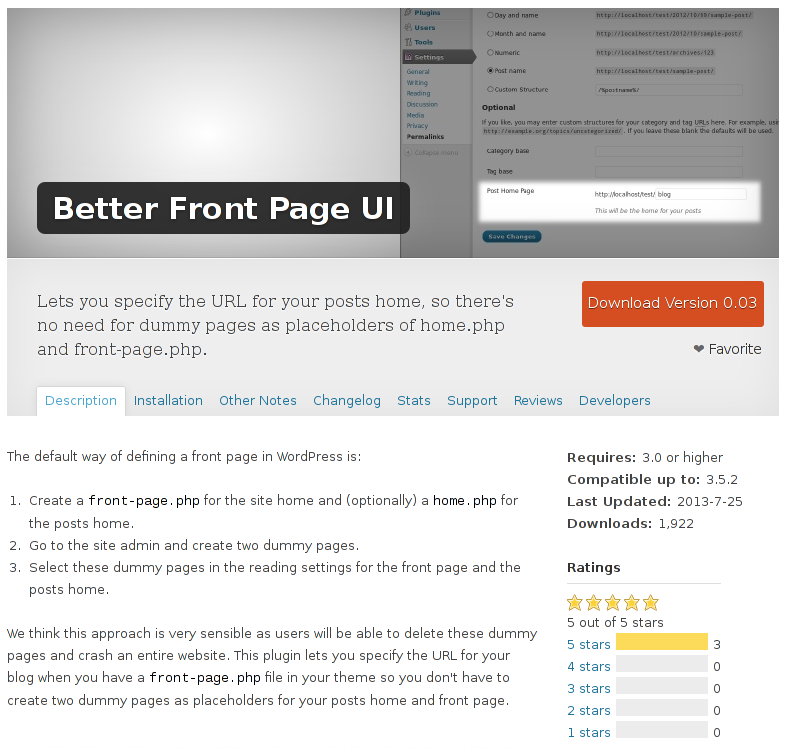 Plugins
Users
Tools
Settings
General
Writing
Reading
Discussion
Media
Privacy
Permalinks
Collapse menu
Day and name
http://localhost/test/2012/10/09/sample-post/
Month and name
http://localhost/test/2012/10/sample-post/
Numeric
http://localhost/test/archives/123
Post name
http://localhost/test/sample-post/
Custom Structure
/%postname%/
Optional
If you like, you may enter custom structures for your category and tag URLs here. For example,
http://example.org/topics/uncategorized/ . If you leave these blank the defaults will be used.
Category base
Tag base
Post Home Page
http://localhost/test/ blog
This will be the home for your posts
Save Changes
Better Front Page UI
Lets you specify the URL for your posts home, so there's
no need for dummy pages as placeholders of home.php
and front-page.php.
Download Version 0.03
❤ Favorite
Description Installation Other Notes Changelog Stats Support Reviews Developers
The default way of defining a front page in WordPress is:
1. Create a front-page.php for the site home and (optionally) a home.php for
the posts home.
2. Go to the site admin and create two dummy pages.
3. Select these dummy pages in the reading settings for the front page and the
posts home.
We think this approach is very sensible as users will be able to delete these dummy
pages and crash an entire website. This plugin lets you specify the URL for your
blog when you have a front-page.php file in your theme so you don't have to
create two dummy pages as placeholders for your posts home and front page.
Requires: 3.0 or higher
Compatible up to: 3.5.2
Last Updated: 2013-7-25
Downloads: 1,922
Ratings
5 out of 5 stars
5 stars 3
4 stars 0
3 stars 0
2 stars 0
1 stars 0